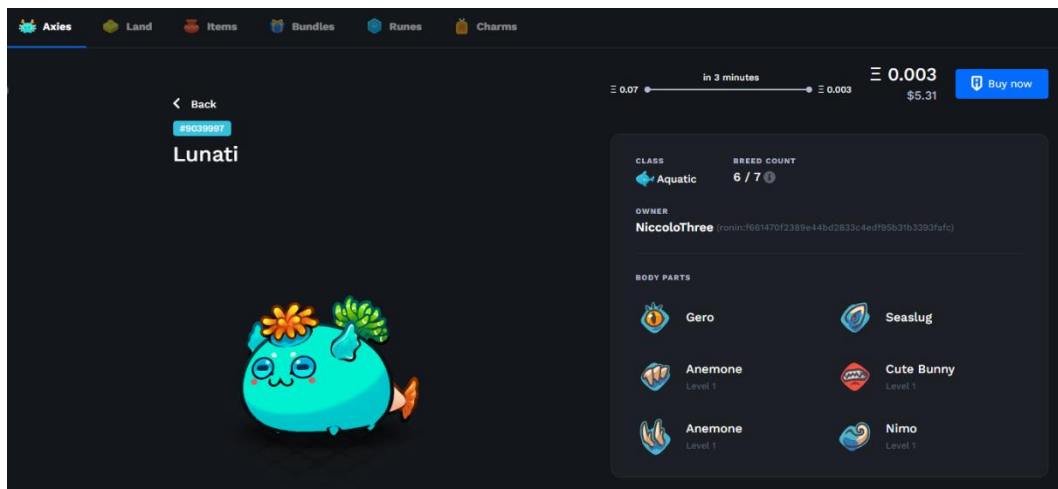 Axies Land Items Bundles Runes Charms
in 3 minutes
Ξ 0.07 Ξ 0.003
Ξ 0.003
$5.31
Buy now
Back
#9039997
Lunati
CLASS BREED COUNT
Aquatic 6 / 7
OWNER
NiccoloThree (ronin:f661470f2389e44bd2833c4edf95b31b3393fafc)
BODY PARTS
Gero Seaslug
Anemone Cute Bunny
Level 1 Level 1
Anemone Nimo
Level 1 Level 1